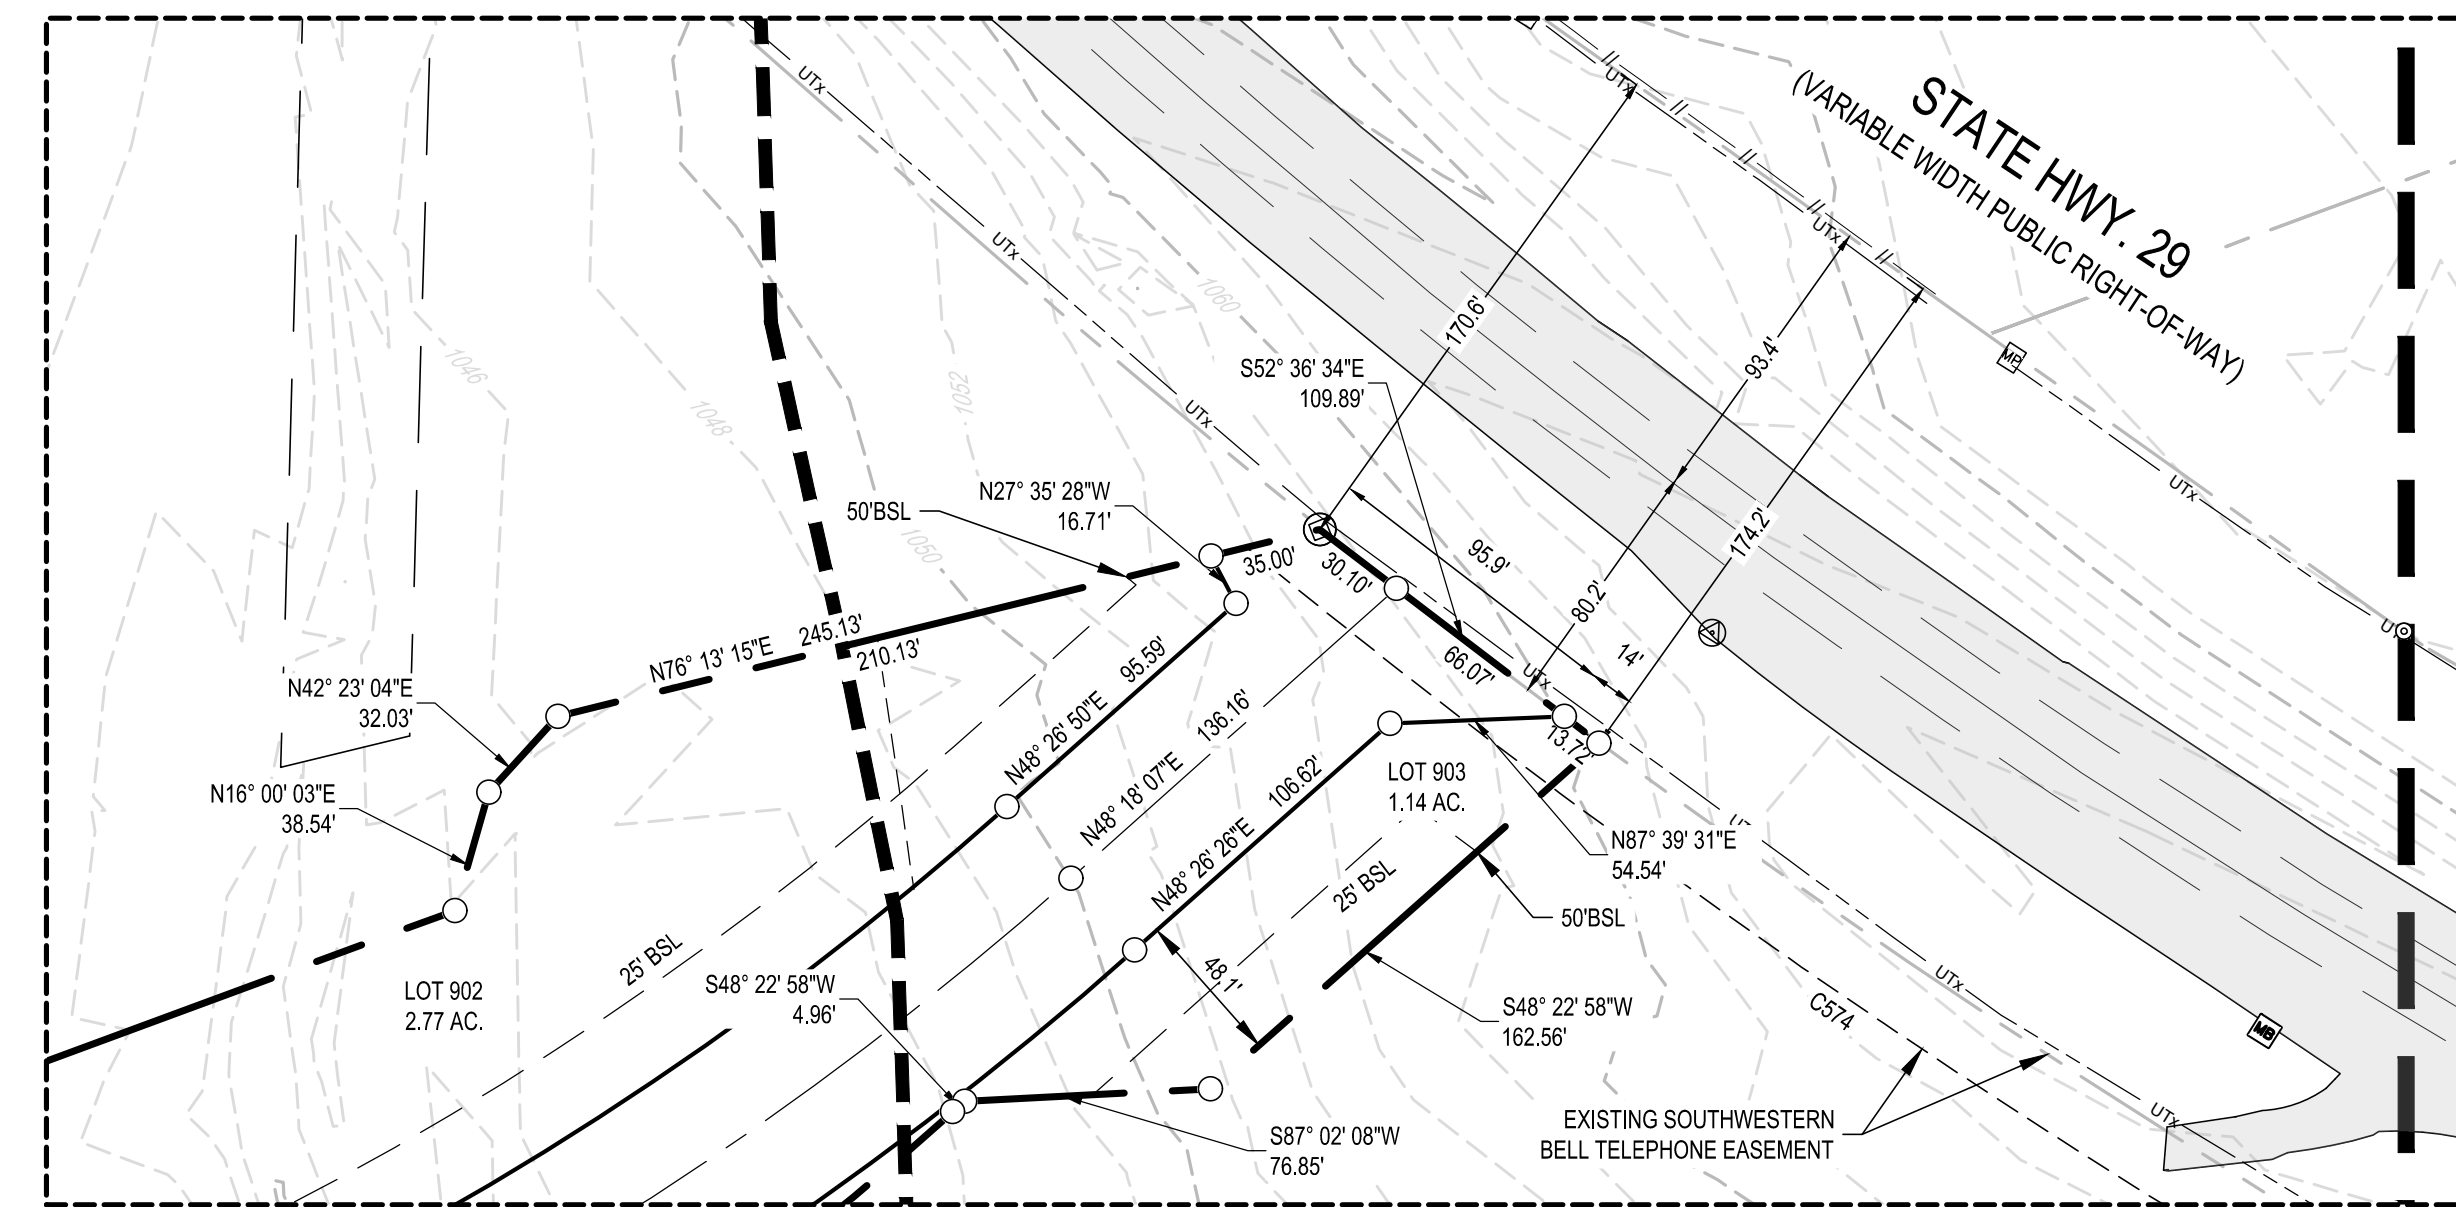 UTx
UTx
STATE HWY. 29
(VARIABLE WIDTH PUBLIC RIGHT-OF-WAY)
UTx
UTx
1060
170.6'
93.4'
MP
1046
1048
1052
S52° 36' 34"E
109.89'
UTx
UTx
N27° 35' 28"W
16.71'
50'BSL
1050
174.2'
35.00'
30.10'
95.9'
80.2'
N76° 13' 15"E
245.13'
210.13'
95.59'
66.07'
14'
UTx
N42° 23' 04"E
32.03'
N48° 26' 50"E
136.16'
13.72'
N16° 00' 03"E
38.54'
N48° 18' 07"E
106.62'
LOT 903
1.14 AC.
N87° 39' 31"E
54.54'
N48° 26' 26"E
25' BSL
50'BSL
25' BSL
LOT 902
2.77 AC.
S48° 22' 58"W
4.96'
48.1'
S48° 22' 58"W
162.56'
UTx
C574
MB
EXISTING SOUTHWESTERN
BELL TELEPHONE EASEMENT
UTx
S87° 02' 08"W
76.85'